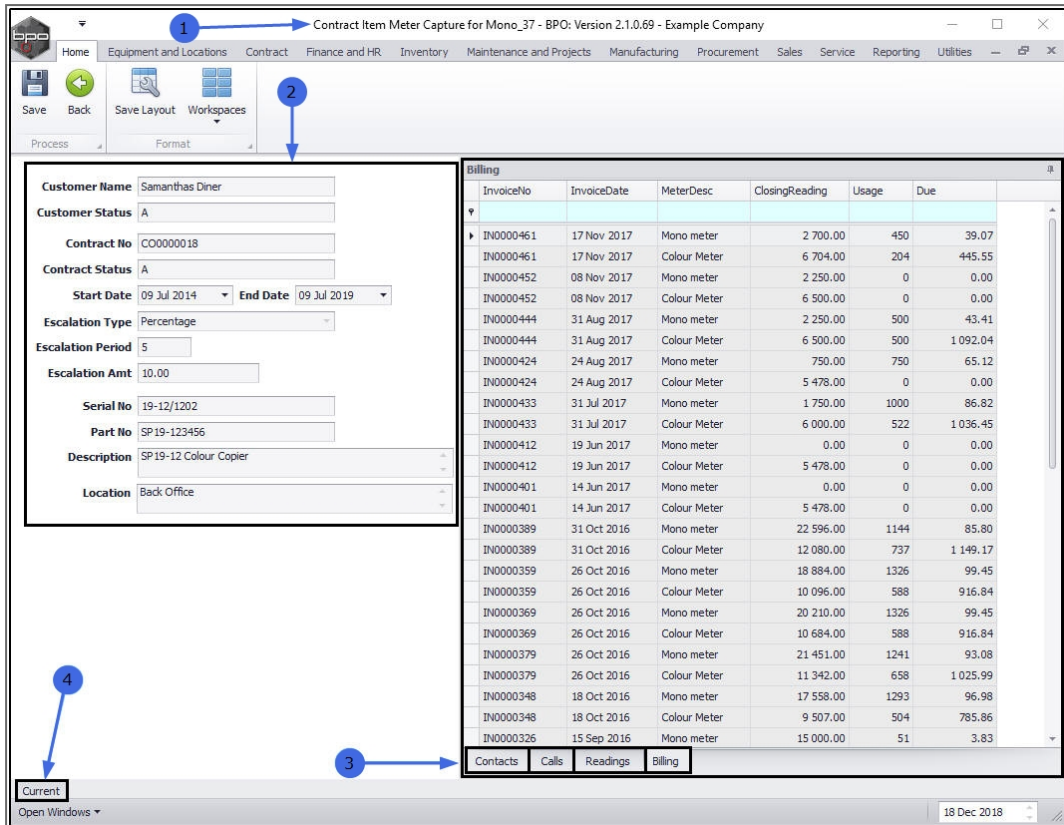 1
Contract Item Meter Capture for Mono_37 - BPO: Version 2.1.0.69 - Example Company
bpo
Home Equipment and Locations Contract Finance and HR Inventory Maintenance and Projects Manufacturing Procurement Sales Service Reporting Utilities
Save Back Save Layout Workspaces
2
Process Format
Customer Name Samanthas Diner
Customer Status A
Contract No CO0000018
Contract Status A
Start Date 09 Jul 2014 End Date 09 Jul 2019
Escalation Type Percentage
Escalation Period 5
Escalation Amt 10.00
Serial No 19-12/1202
Part No SP19-123456
Description SP19-12 Colour Copier
Location Back Office
Billing
InvoiceNo InvoiceDate MeterDesc ClosingReading Usage Due
IN0000461 17 Nov 2017 Mono meter 2 700.00 450 39.07
IN0000461 17 Nov 2017 Colour Meter 6 704.00 204 445.55
IN0000452 08 Nov 2017 Mono meter 2 250.00 0 0.00
IN0000452 08 Nov 2017 Colour Meter 6 500.00 0 0.00
IN0000444 31 Aug 2017 Mono meter 2 250.00 500 43.41
IN0000444 31 Aug 2017 Colour Meter 6 500.00 500 1 092.04
IN0000424 24 Aug 2017 Mono meter 750.00 750 65.12
IN0000424 24 Aug 2017 Colour Meter 5 478.00 0 0.00
IN0000433 31 Jul 2017 Mono meter 1 750.00 1000 86.82
IN0000433 31 Jul 2017 Colour Meter 6 000.00 522 1 036.45
IN0000412 19 Jun 2017 Mono meter 0.00 0 0.00
IN0000412 19 Jun 2017 Colour Meter 5 478.00 0 0.00
IN0000401 14 Jun 2017 Mono meter 0.00 0 0.00
IN0000401 14 Jun 2017 Colour Meter 5 478.00 0 0.00
IN0000389 31 Oct 2016 Mono meter 22 596.00 1144 85.80
IN0000389 31 Oct 2016 Colour Meter 12 080.00 737 1 149.17
IN0000359 26 Oct 2016 Mono meter 18 884.00 1326 99.45
IN0000359 26 Oct 2016 Colour Meter 10 096.00 588 916.84
IN0000369 26 Oct 2016 Mono meter 20 210.00 1326 99.45
IN0000369 26 Oct 2016 Colour Meter 10 684.00 588 916.84
IN0000379 26 Oct 2016 Mono meter 21 451.00 1241 93.08
IN0000379 26 Oct 2016 Colour Meter 11 342.00 658 1 025.99
IN0000348 18 Oct 2016 Mono meter 17 558.00 1293 96.98
IN0000348 18 Oct 2016 Colour Meter 9 507.00 504 785.86
IN0000326 15 Sep 2016 Mono meter 15 000.00 51 3.83
3
Contacts Calls Readings Billing
4
Current
Open Windows
18 Dec 2018